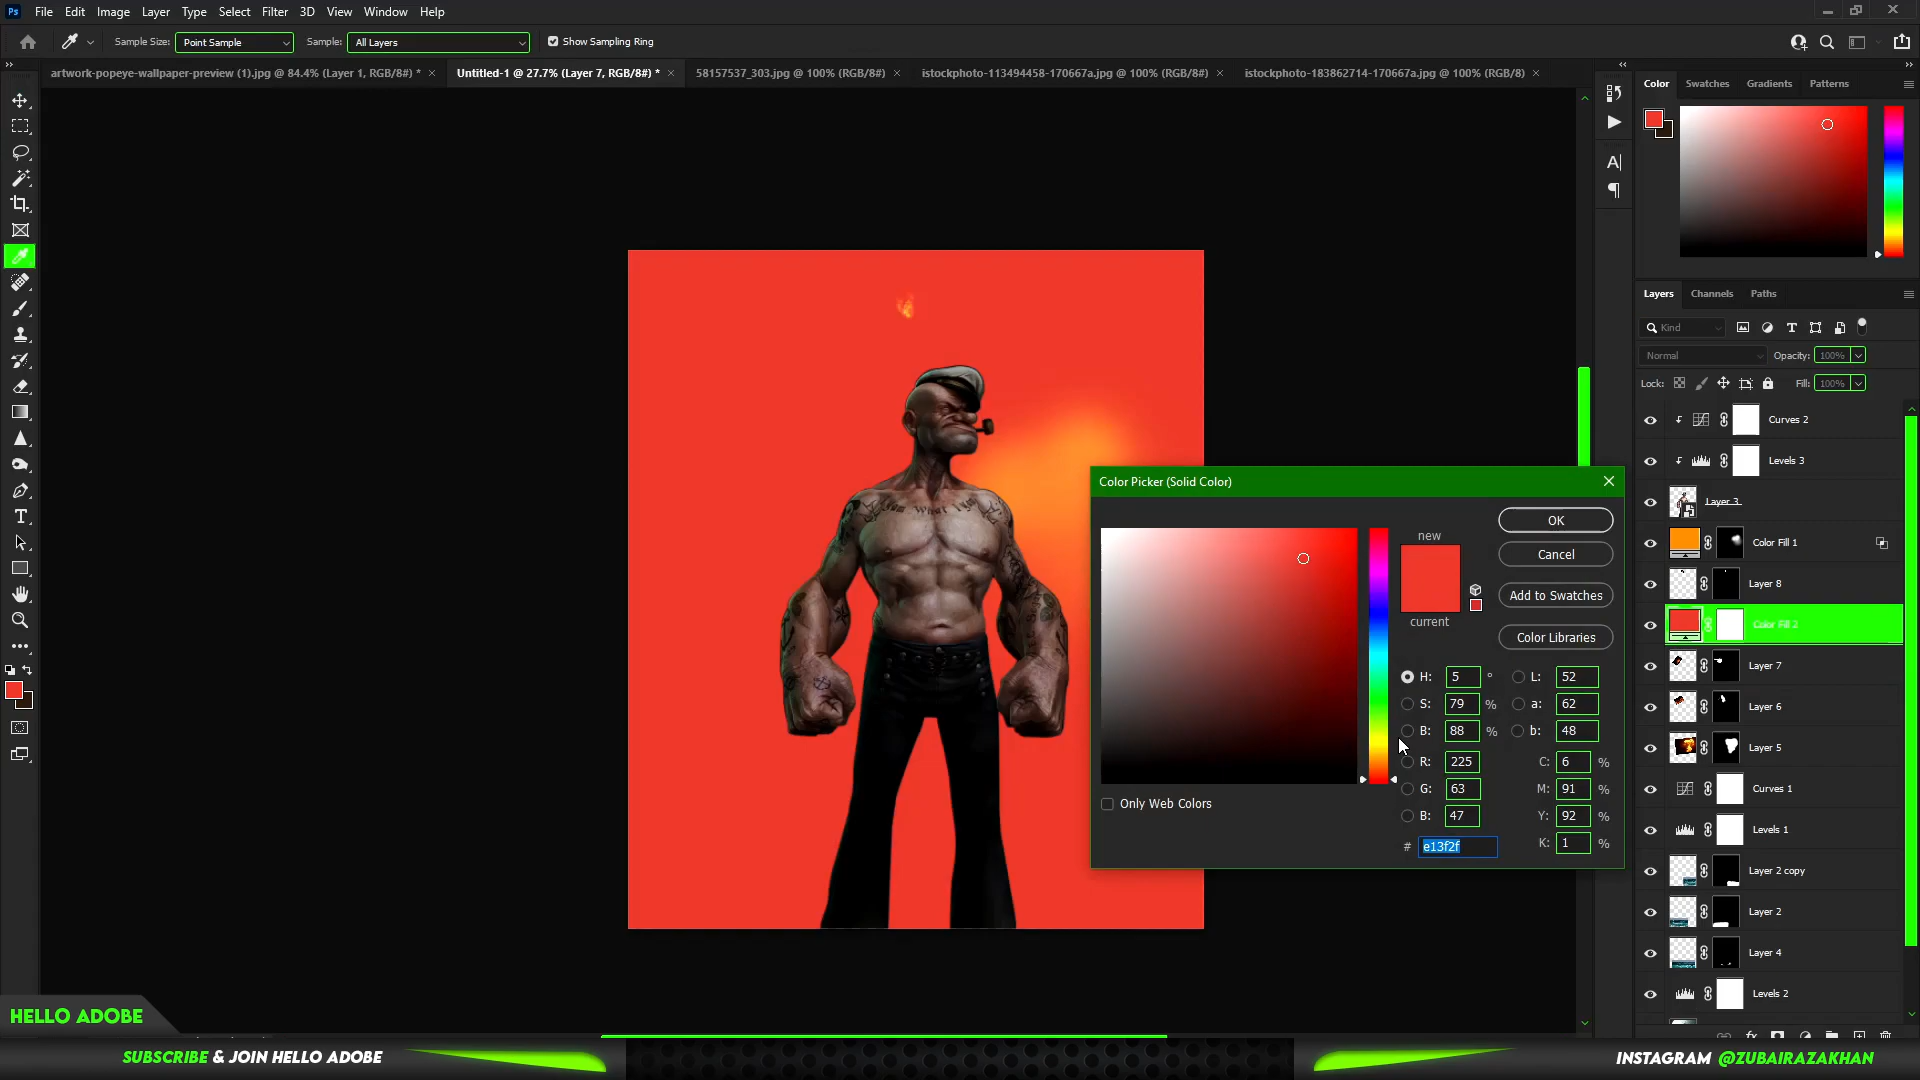 Ps File Edit Image Layer Type Select Filter 3D View Window Help
Sample Size: Point Sample Sample: All Layers Show Sampling Ring
artwork-popeye-wallpaper-preview (1).jpg @ 84.4% (Layer 1, RGB/8#) * × Untitled-1 @ 27.7% (Layer 7, RGB/8#) * × 58157537_303.jpg @ 100% (RGB/8#) × istockphoto-113494458-170667a.jpg @ 100% (RGB/8#) × istockphoto-183862714-170667a.jpg @ 100% (RGB/8) ×
Color Swatches Gradients Patterns
Layers Channels Paths
Kind
Normal Opacity: 100%
Lock: Fill: 100%
Curves 2
Levels 3
Layer 3
Color Fill 1
Layer 8
Color Fill 2
Layer 7
Layer 6
Layer 5
Curves 1
Levels 1
Layer 2 copy
Layer 2
Layer 4
Levels 2
Color Picker (Solid Color)
new
current
OK
Cancel
Add to Swatches
Color Libraries
H: 5 ° L: 52
S: 79 % a: 62
B: 88 % b: 48
R: 225 C: 6 %
G: 63 M: 91 %
B: 47 Y: 92 %
# e13f2f K: 1 %
Only Web Colors
HELLO ADOBE
SUBSCRIBE & JOIN HELLO ADOBE
INSTAGRAM @ZUBAIRAZAKHAN